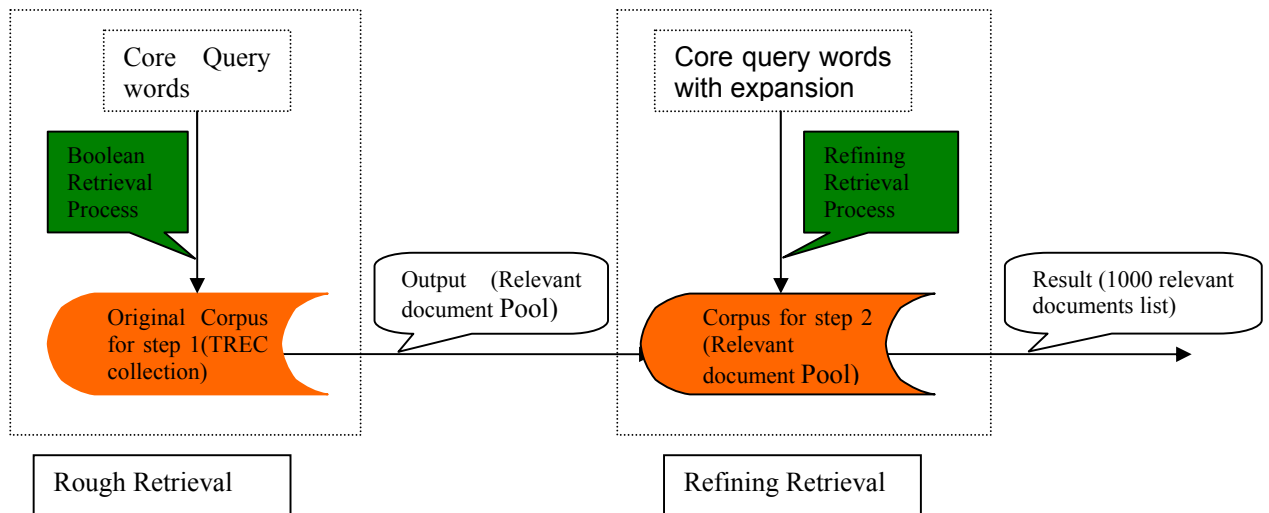 Core Query
words
Core query words
with expansion
Boolean
Retrieval
Process
Refining
Retrieval
Process
Output (Relevant
document Pool)
Result (1000 relevant
documents list)
Original Corpus
for step 1(TREC
collection)
Corpus for step 2
(Relevant
document Pool)
Rough Retrieval
Refining Retrieval